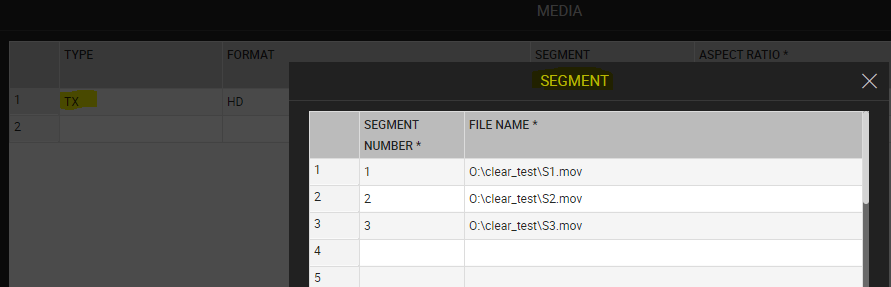 MEDIA
TYPE FORMAT SEGMENT ASPECT RATIO *
1 TX HD
2
SEGMENT
SEGMENT NUMBER * FILE NAME *
1 1 O:\clear_test\S1.mov
2 2 O:\clear_test\S2.mov
3 3 O:\clear_test\S3.mov
4
5